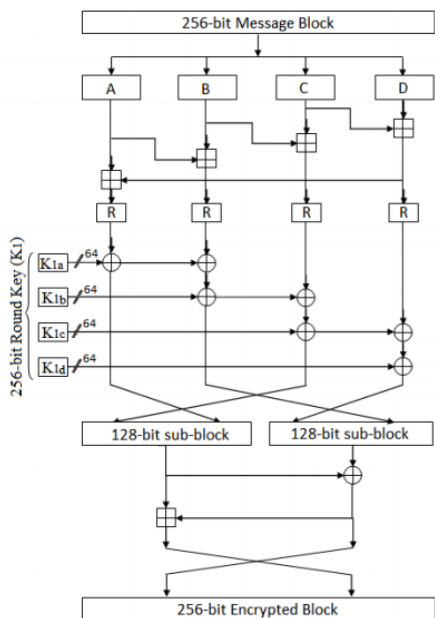 256-bit Message Block
A B C D
R R R R
256-bit Round Key (K1)
K1a 64
K1b 64
K1c 64
K1d 64
128-bit sub-block 128-bit sub-block
256-bit Encrypted Block